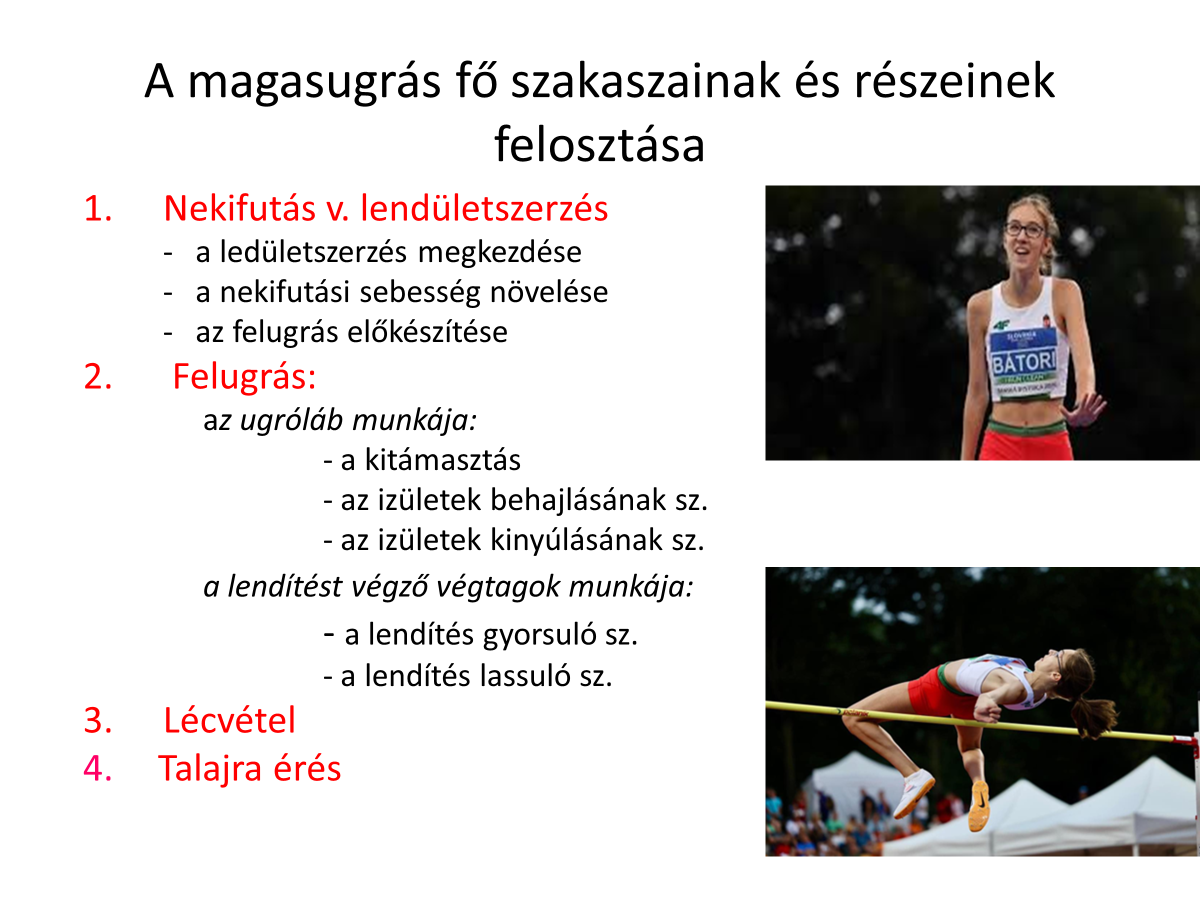 A magasugrás fő szakaszainak és részeinek
felosztása
1. Nekifutás v. lendületszerzés
- a ledületszerzés megkezdése
- a nekifutási sebesség növelése
- az felugrás előkészítése
2. Felugrás:
az ugróláb munkája:
- a kitámasztás
- az izületek behajlásának sz.
- az izületek kinyúlásának sz.
a lendítést végző végtagok munkája:
- a lendítés gyorsuló sz.
- a lendítés lassuló sz.
3. Lécvétel
4. Talajra érés
BÁTORI